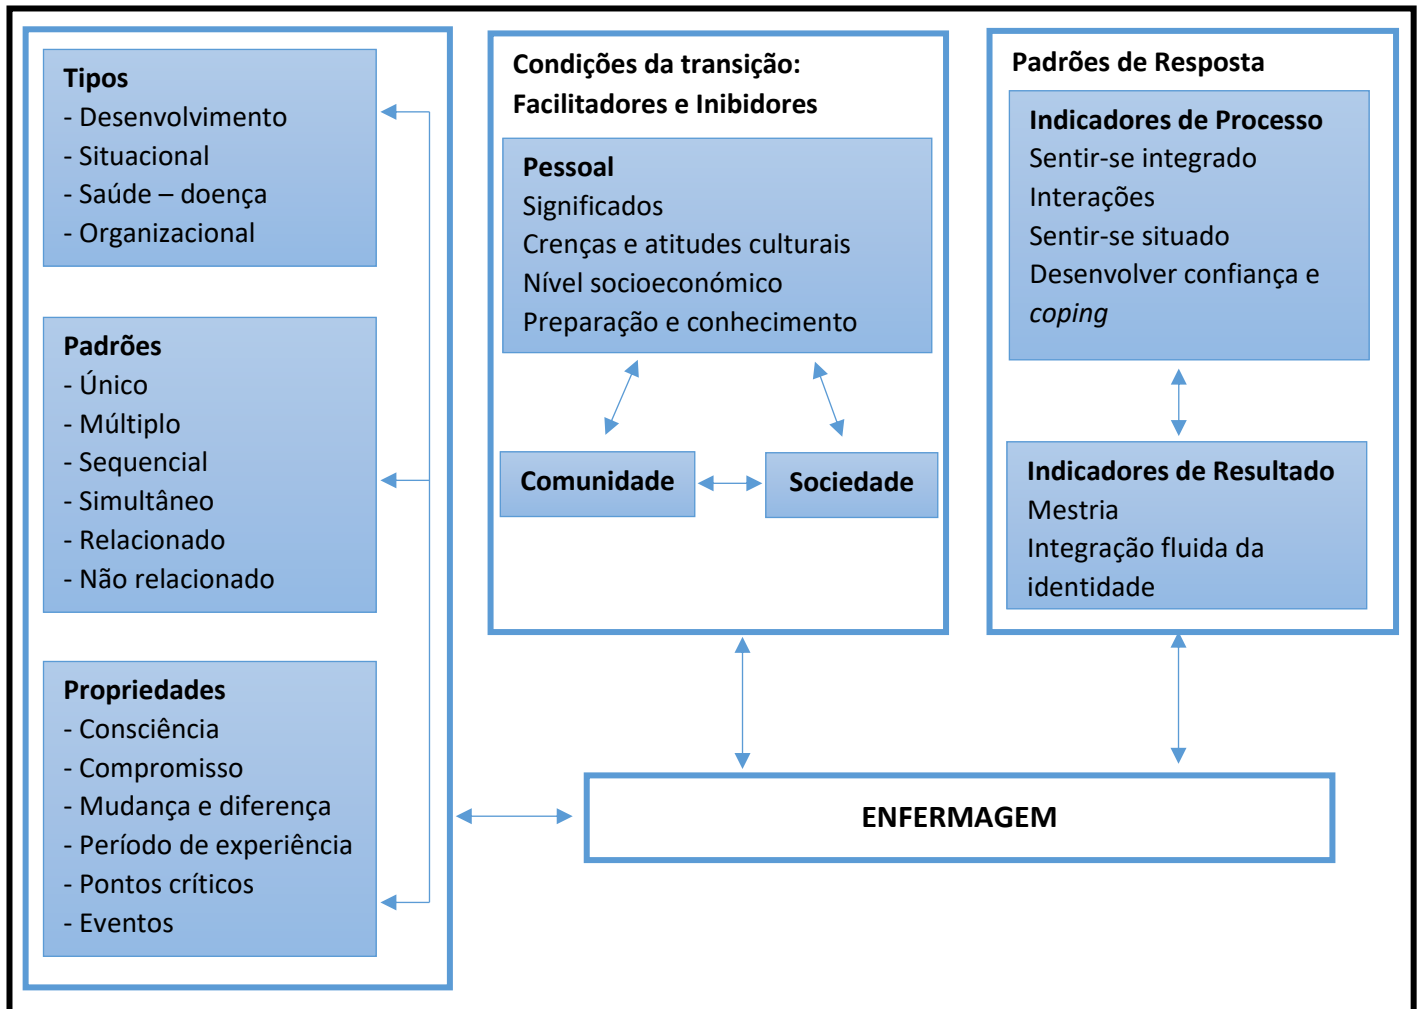 Tipos
- Desenvolvimento
- Situacional
- Saúde – doença
- Organizacional
Padrões
- Único
- Múltiplo
- Sequencial
- Simultâneo
- Relacionado
- Não relacionado
Propriedades
- Consciência
- Compromisso
- Mudança e diferença
- Período de experiência
- Pontos críticos
- Eventos
Condições da transição:
Facilitadores e Inibidores
Pessoal
Significados
Crenças e atitudes culturais
Nível socioeconómico
Preparação e conhecimento
Comunidade
Sociedade
Padrões de Resposta
Indicadores de Processo
Sentir-se integrado
Interações
Sentir-se situado
Desenvolver confiança e
coping
Indicadores de Resultado
Mestria
Integração fluida da
identidade
ENFERMAGEM